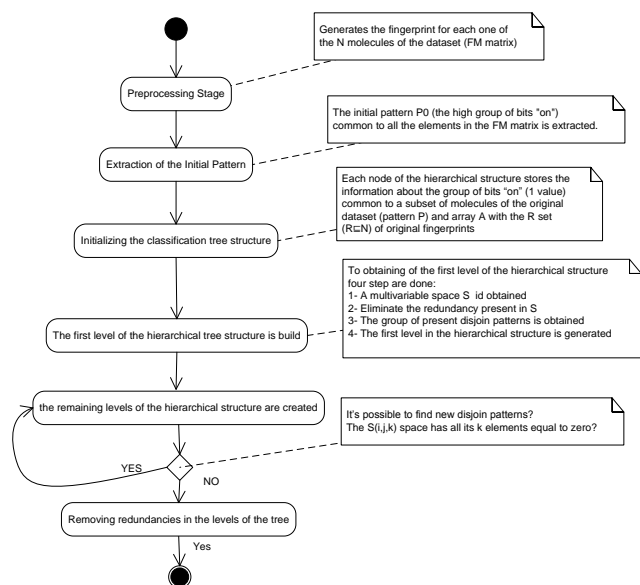 Generates the fingerprint for each one of
the N molecules of the dataset (FM matrix)
Preprocessing Stage
The initial pattern P0 (the high group of bits “on”)
common to all the elements in the FM matrix is extracted.
Extraction of the Initial Pattern
Each node of the hierarchical structure stores the
information about the group of bits “on” (1 value)
common to a subset of molecules of the original
dataset (pattern P) and array A with the R set
(R⊑N) of original fingerprints
Initializing the classification tree structure
To obtaining of the first level of the hierarchical structure
four step are done:
1- A multivariable space S id obtained
2- Eliminate the redundancy present in S
3- The group of present disjoin patterns is obtained
4- The first level in the hierarchical structure is generated
The first level of the hierarchical tree structure is build
the remaining levels of the hierarchical structure are created
It’s possible to find new disjoin patterns?
The S(i,j,k) space has all its k elements equal to zero?
YES
NO
Removing redundancies in the levels of the tree
Yes